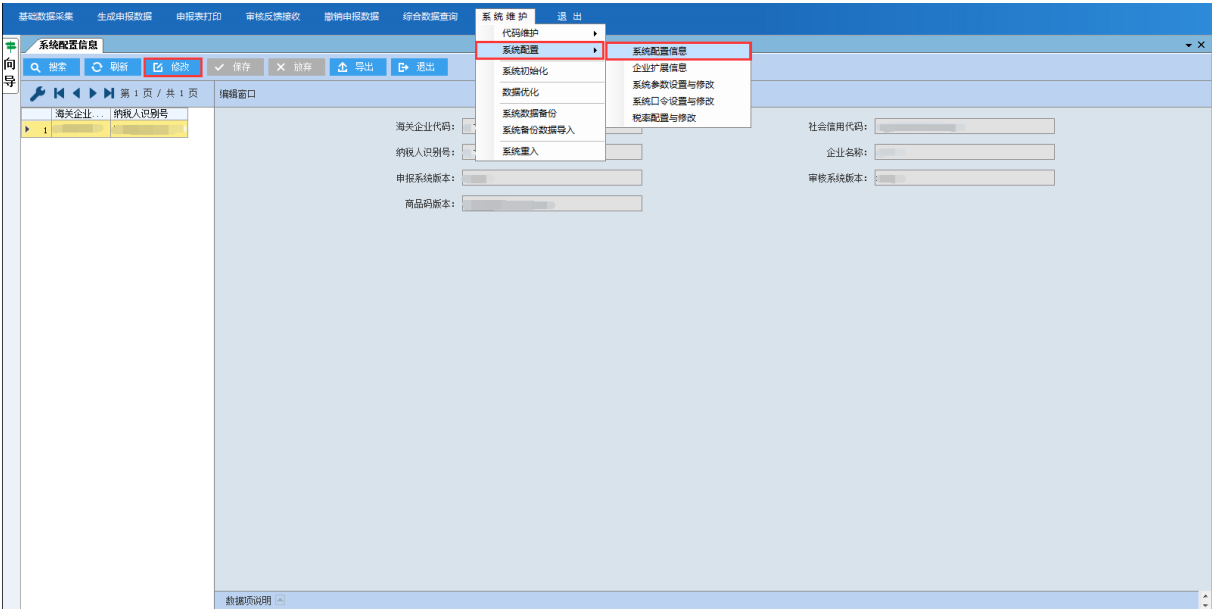 基础数据采集 生成申报数据 申报表打印 审核反馈接收 撤销申报数据 综合数据查询 系统维护 退出
代码维护
系统配置
系统初始化
数据优化
系统数据备份
系统备份数据导入
系统重入
系统配置信息
企业扩展信息
系统参数设置与修改
系统口令设置与修改
税率配置与修改
向导
系统配置信息
搜索 刷新 修改 保存 放弃 导出 退出
第 1 页 / 共 1 页
编辑窗口
海关企业... 纳税人识别号
1
海关企业代码: 社会信用代码:
纳税人识别号: 企业名称:
申报系统版本: 审核系统版本:
商品码版本:
数据项说明